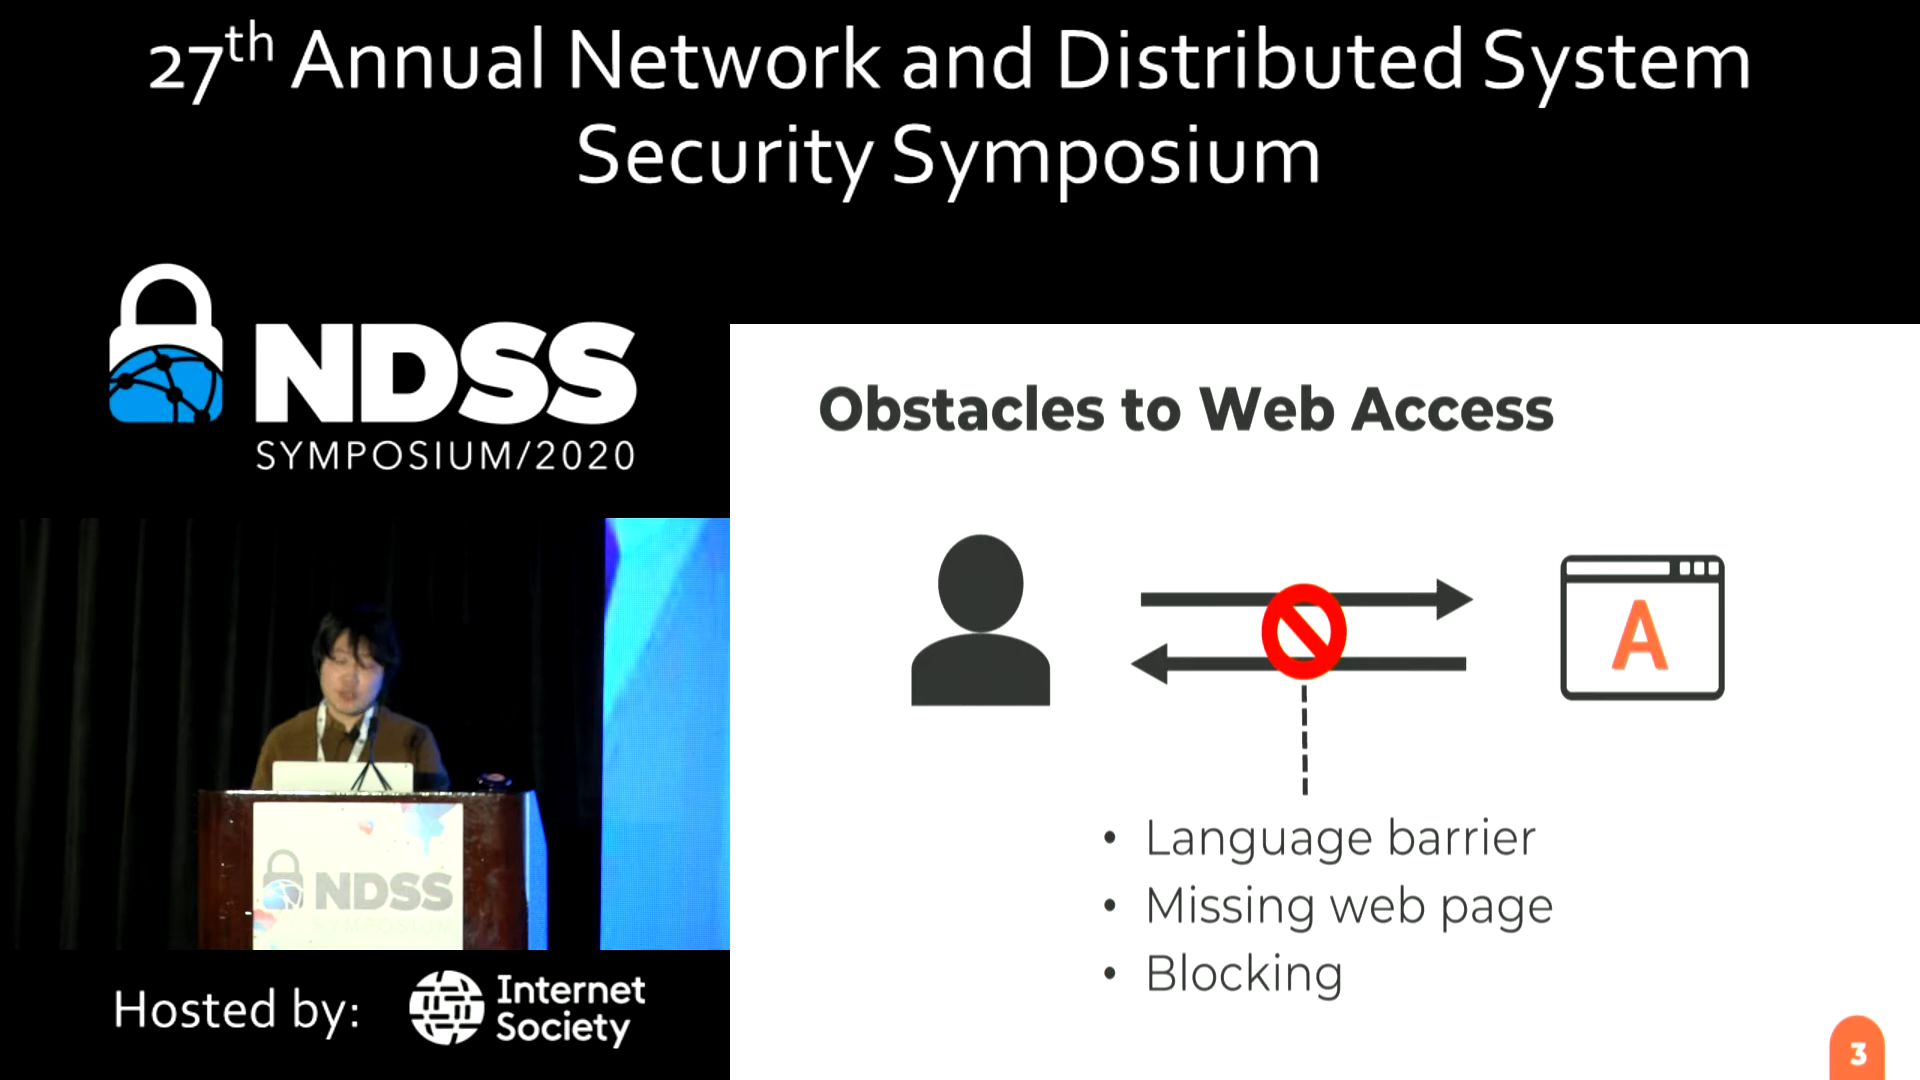 27th Annual Network and Distributed System
Security Symposium
NDSS
SYMPOSIUM/2020
Obstacles to Web Access
A
• Language barrier
• Missing web page
• Blocking
NDSS
SYMPOSIUM
Hosted by:
Internet
Society
3